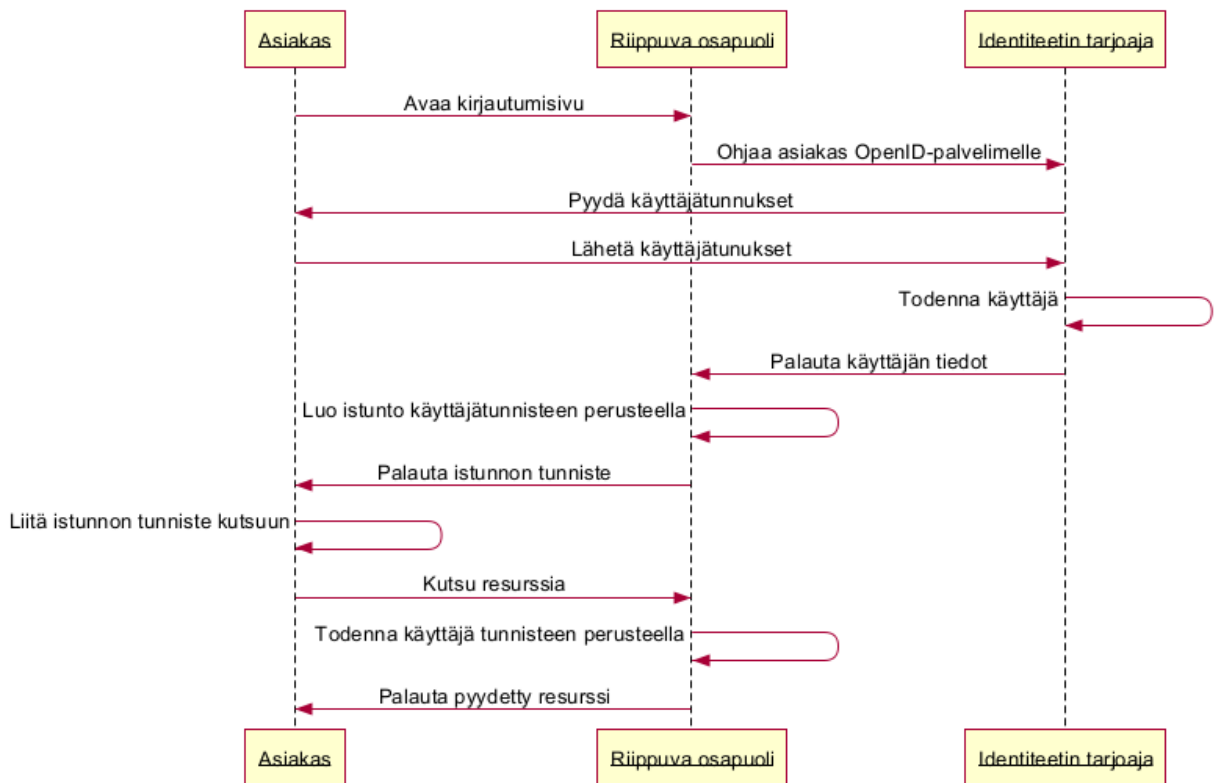 Asiakas
Riippuva osapuoli
Identiteetin tarjoaja
Avaa kirjautumisivu
Ohjaa asiakas OpenID-palvelimelle
Pyydä käyttäjätunnukset
Lähetä käyttäjätunukset
Todenna käyttäjä
Palauta käyttäjän tiedot
Luo istunto käyttäjätunnisteen perusteella
Palauta istunnon tunniste
Liitä istunnon tunniste kutsuun
Kutsu resurssia
Todenna käyttäjä tunnisteen perusteella
Palauta pyydetty resurssi
Asiakas
Riippuva osapuoli
Identiteetin tarjoaja